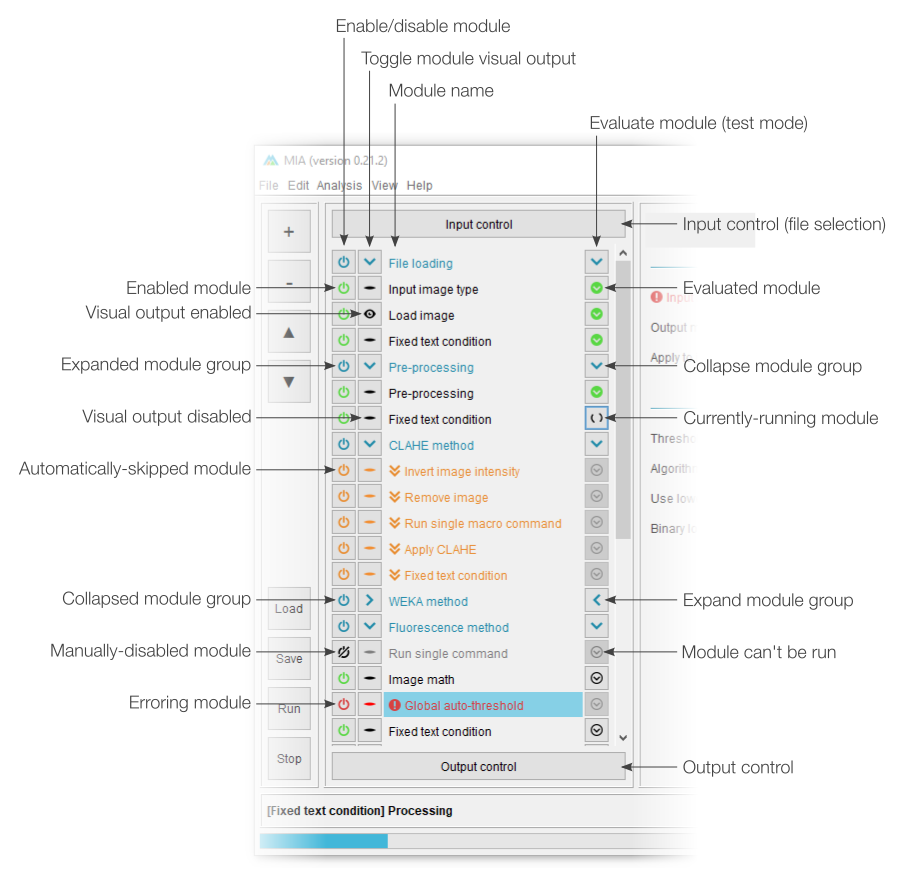 Enable/disable module
Toggle module visual output
Module name
Evaluate module (test mode)
MIA (version 0.21.2)
File Edit Analysis View Help
+
Input control
Input control (file selection)
File loading
Enabled module
-
Input image type
Evaluated module
Input
Visual output enabled
Load image
Output
Fixed text condition
Apply to
Expanded module group
Pre-processing
Collapse module group
Pre-processing
Visual output disabled
Fixed text condition
Currently-running module
CLAHE method
Thresho
Automatically-skipped module
Invert image intensity
Algorith
Remove image
Use low
Run single macro command
Binary lo
Apply CLAHE
Fixed text condition
Collapsed module group
Load
WEKA method
Expand module group
Fluorescence method
Manually-disabled module
Save
Run single command
Module can't be run
Image math
Erroring module
Run
Global auto-threshold
Fixed text condition
Stop
Output control
Output control
[Fixed text condition] Processing